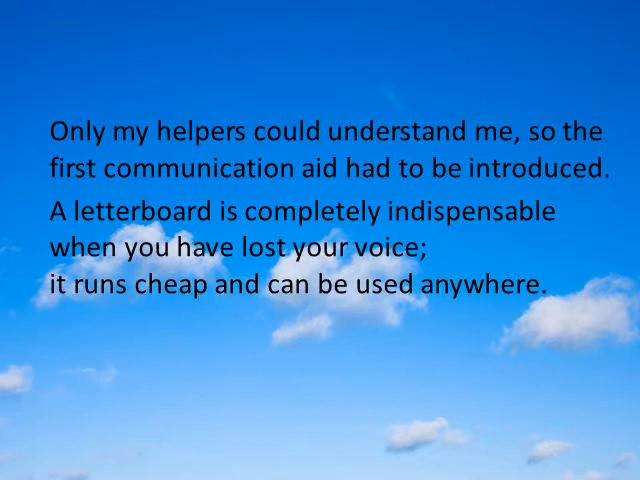 Only my helpers could understand me, so the
first communication aid had to be introduced.
A letterboard is completely indispensable
when you have lost your voice;
it runs cheap and can be used anywhere.